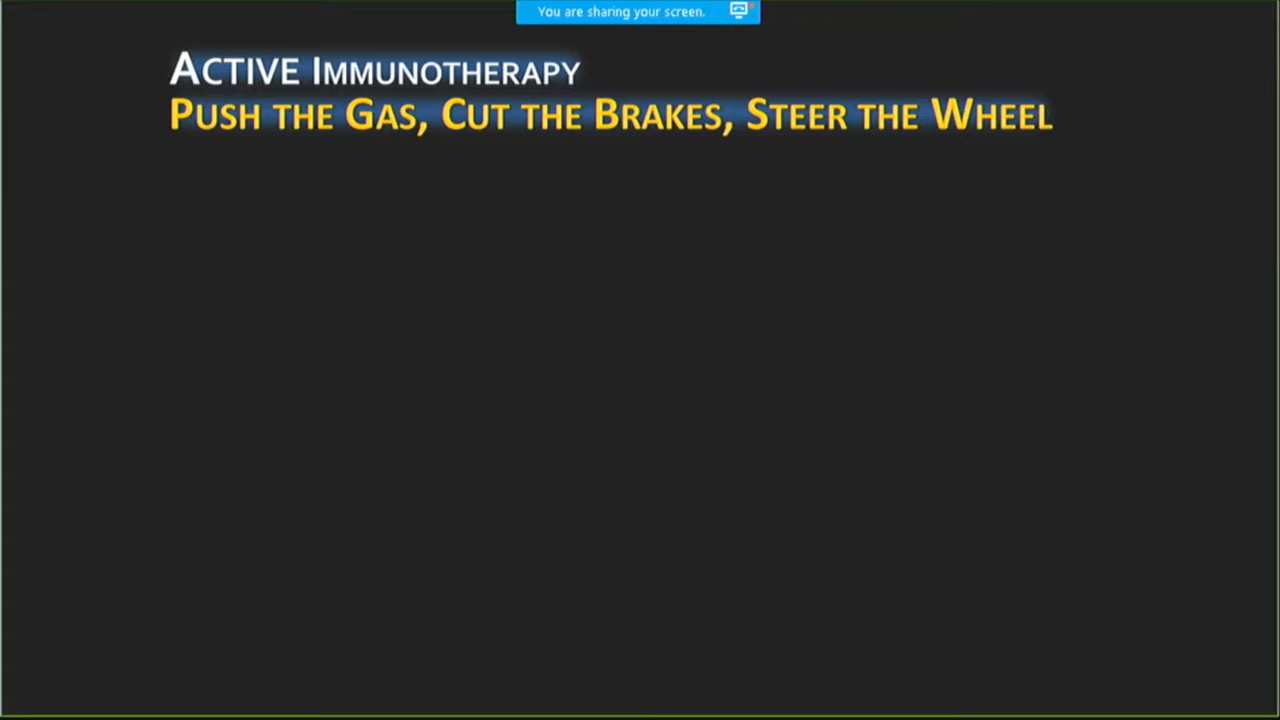 You are sharing your screen.
ACTIVE IMMUNOTHERAPY
PUSH THE GAS, CUT THE BRAKES, STEER THE WHEEL